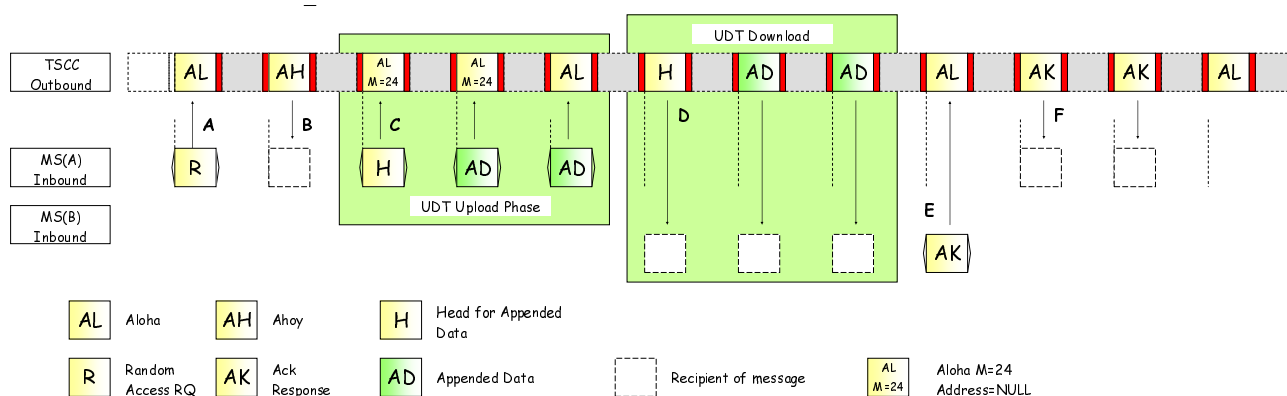 UDT Download
TSCC
Outbound
AL
AH
AL
M=24
AL
M=24
AL
H
AD
AD
AL
AK
AK
AL
A
B
C
D
F
MS(A)
Inbound
R
H
AD
AD
UDT Upload Phase
MS(B)
Inbound
E
AK
AL
Aloha
AH
Ahoy
H
Head for Appended
Data
R
Random
Access RQ
AK
Ack
Response
AD
Appended Data
Recipient of message
AL
M=24
Aloha M=24
Address=NULL